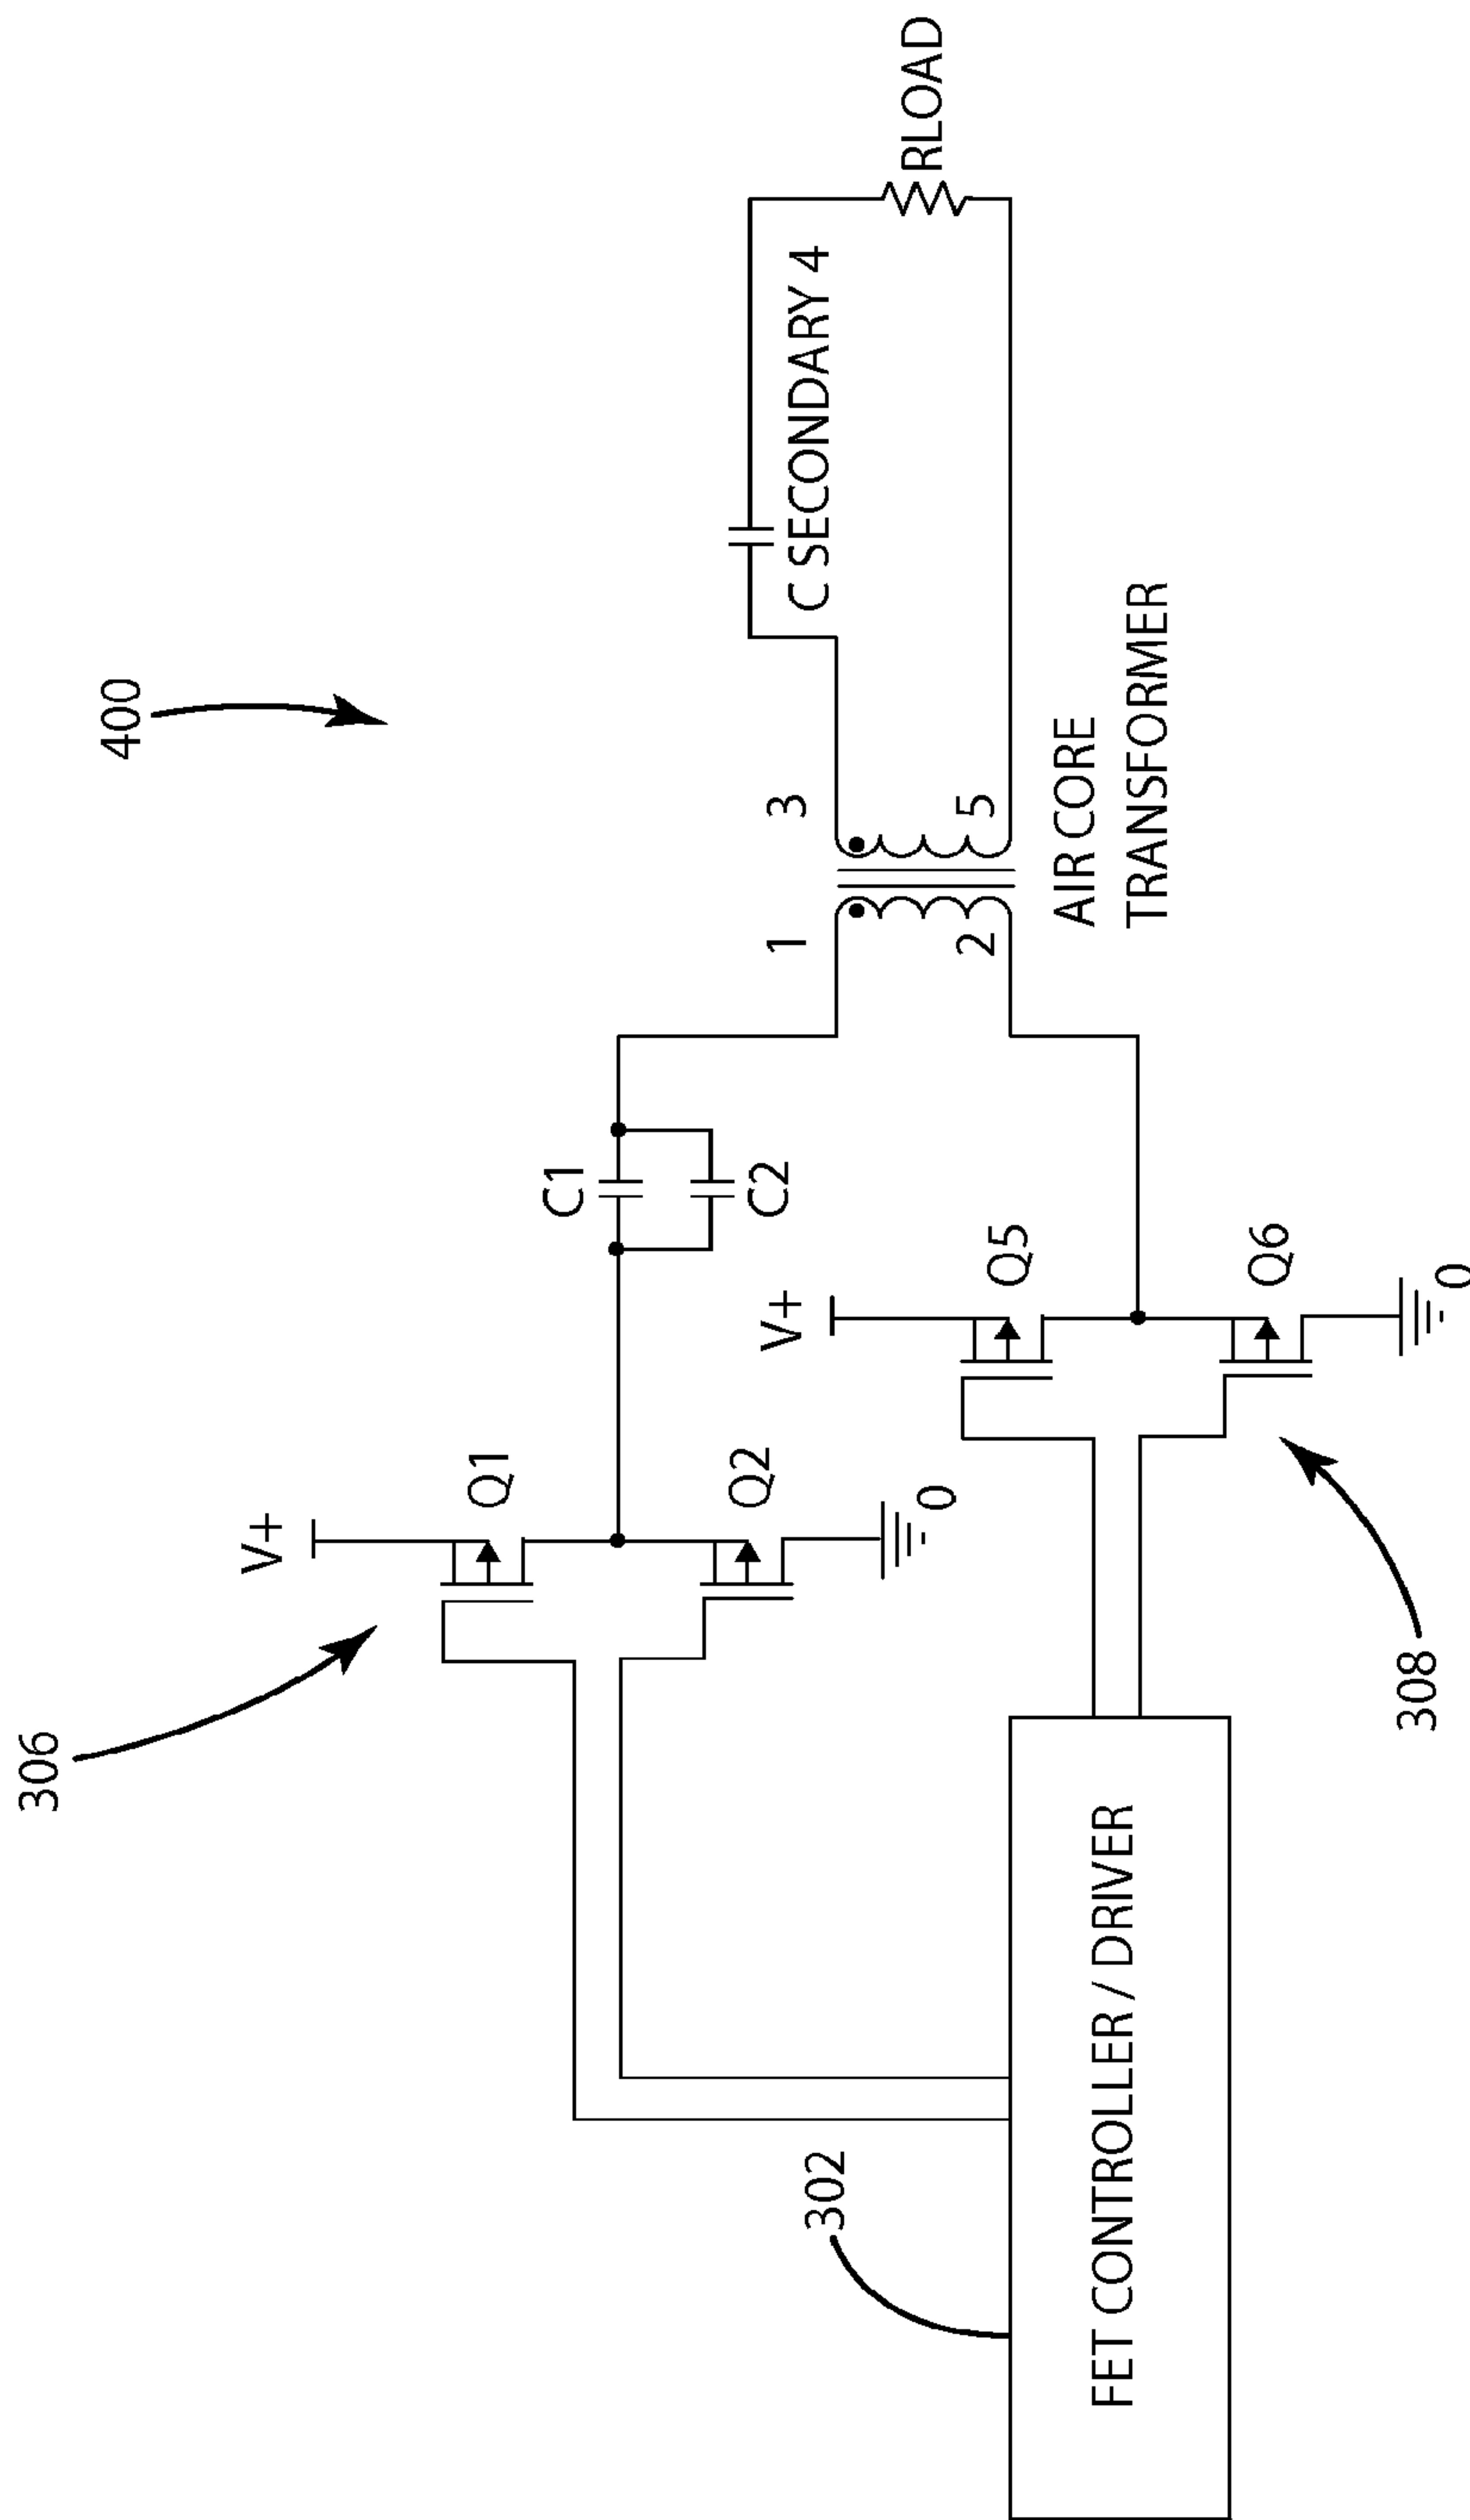 400
306
V+
Q1
Q2
0
C1
C2
1
2
3
5
AIR CORE
TRANSFORMER
C SECONDARY 4
RLOAD
V+
Q5
Q6
0
308
302
FET CONTROLLER / DRIVER